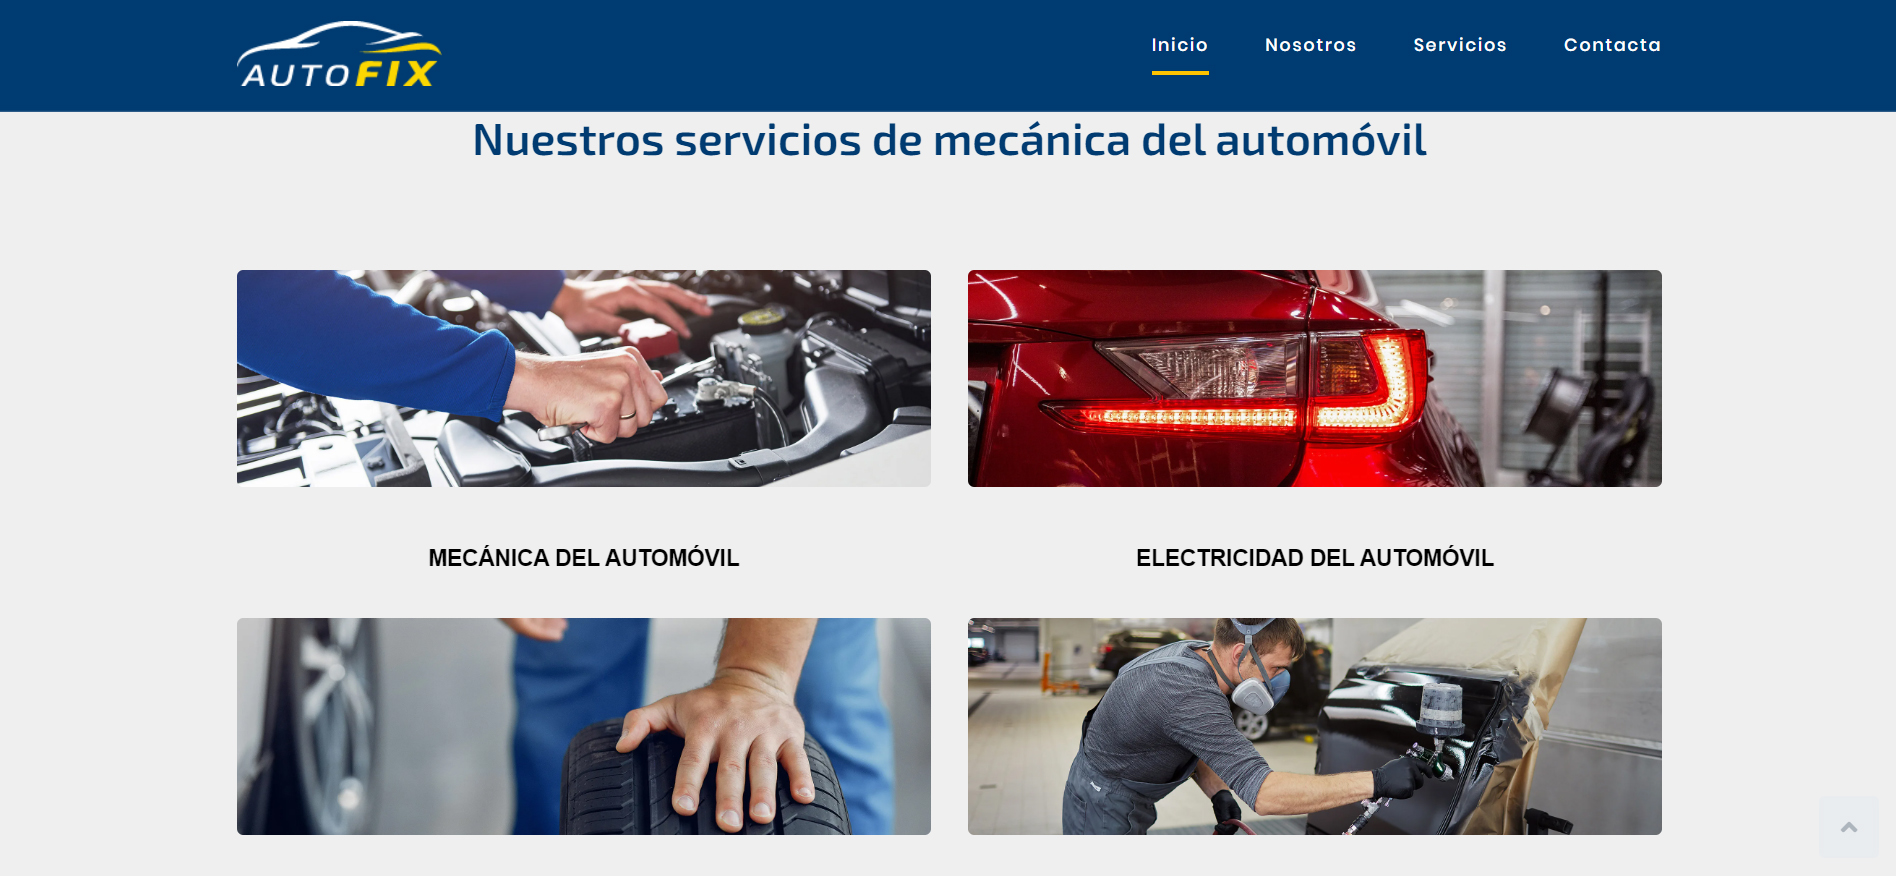 AUTOFIX
Inicio Nosotros Servicios Contacta
Nuestros servicios de mecánica del automóvil
MECÁNICA DEL AUTOMÓVIL
ELECTRICIDAD DEL AUTOMÓVIL